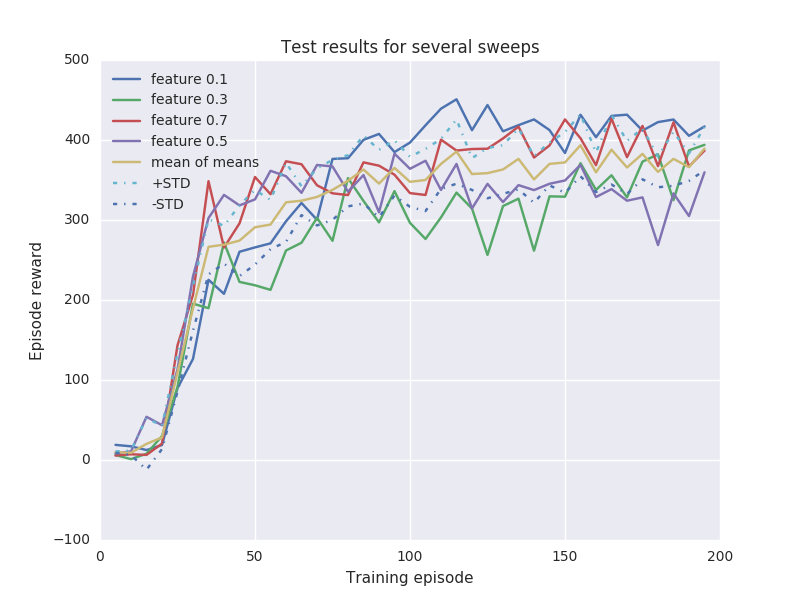 Test results for several sweeps
500
400
300
200
100
0
−100
feature 0.1
feature 0.3
feature 0.7
feature 0.5
mean of means
+STD
-STD
Episode reward
0
50
100
150
200
Training episode